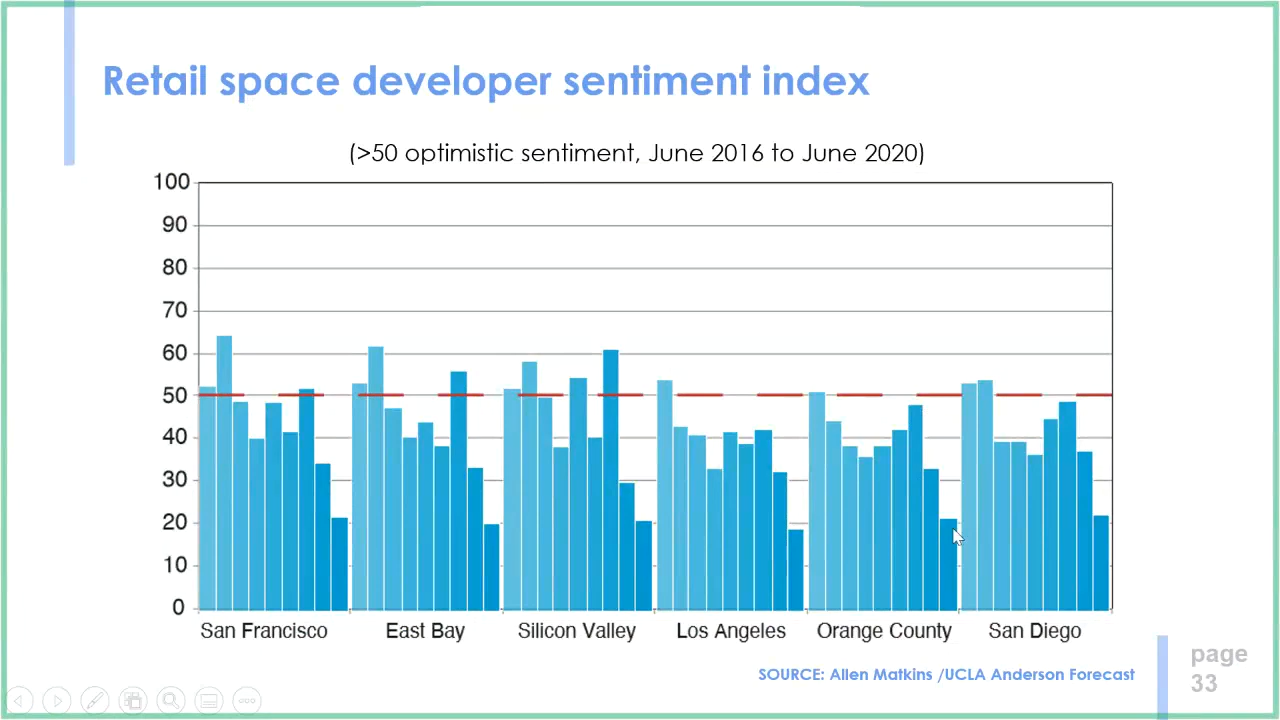 Retail space developer sentiment index
(>50 optimistic sentiment, June 2016 to June 2020)
100
90
80
70
60
50
40
30
20
10
0
San Francisco East Bay Silicon Valley Los Angeles Orange County San Diego
SOURCE: Allen Matkins /UCLA Anderson Forecast
page
33